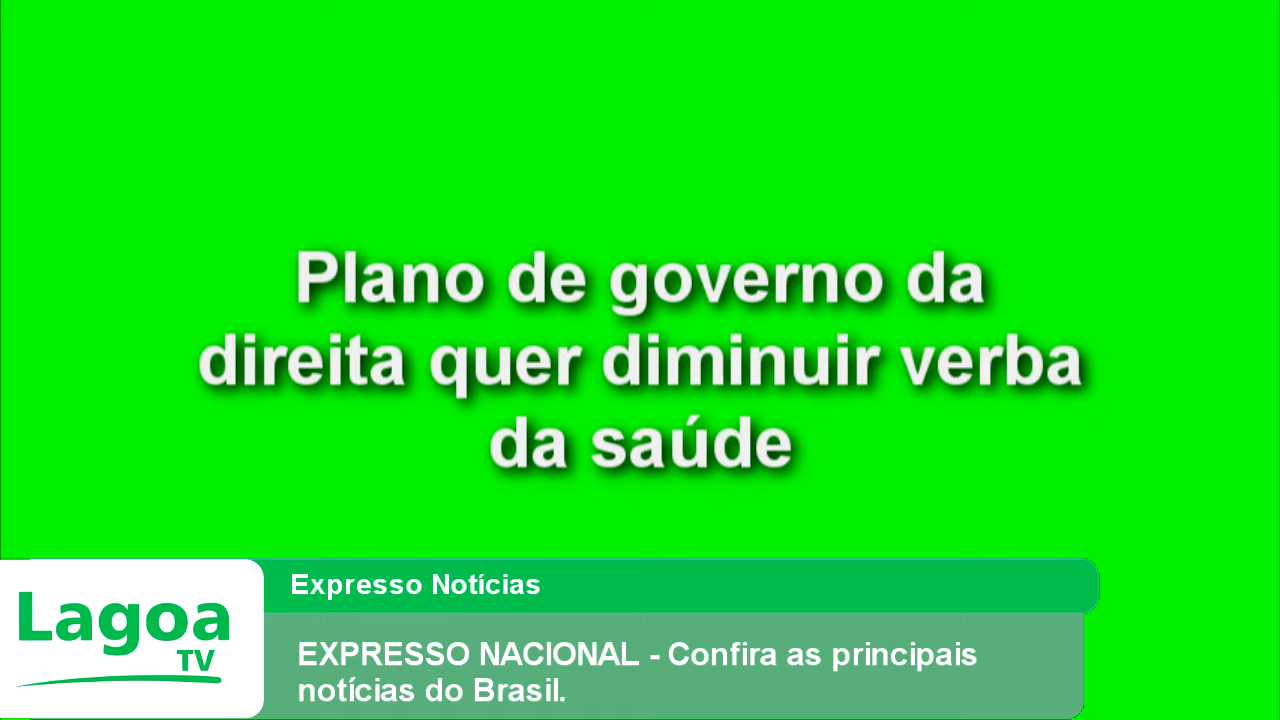 Plano de governo da
direita quer diminuir verba
da saúde
Expresso Notícias
Lagoa
TV
EXPRESSO NACIONAL - Confira as principais
notícias do Brasil.